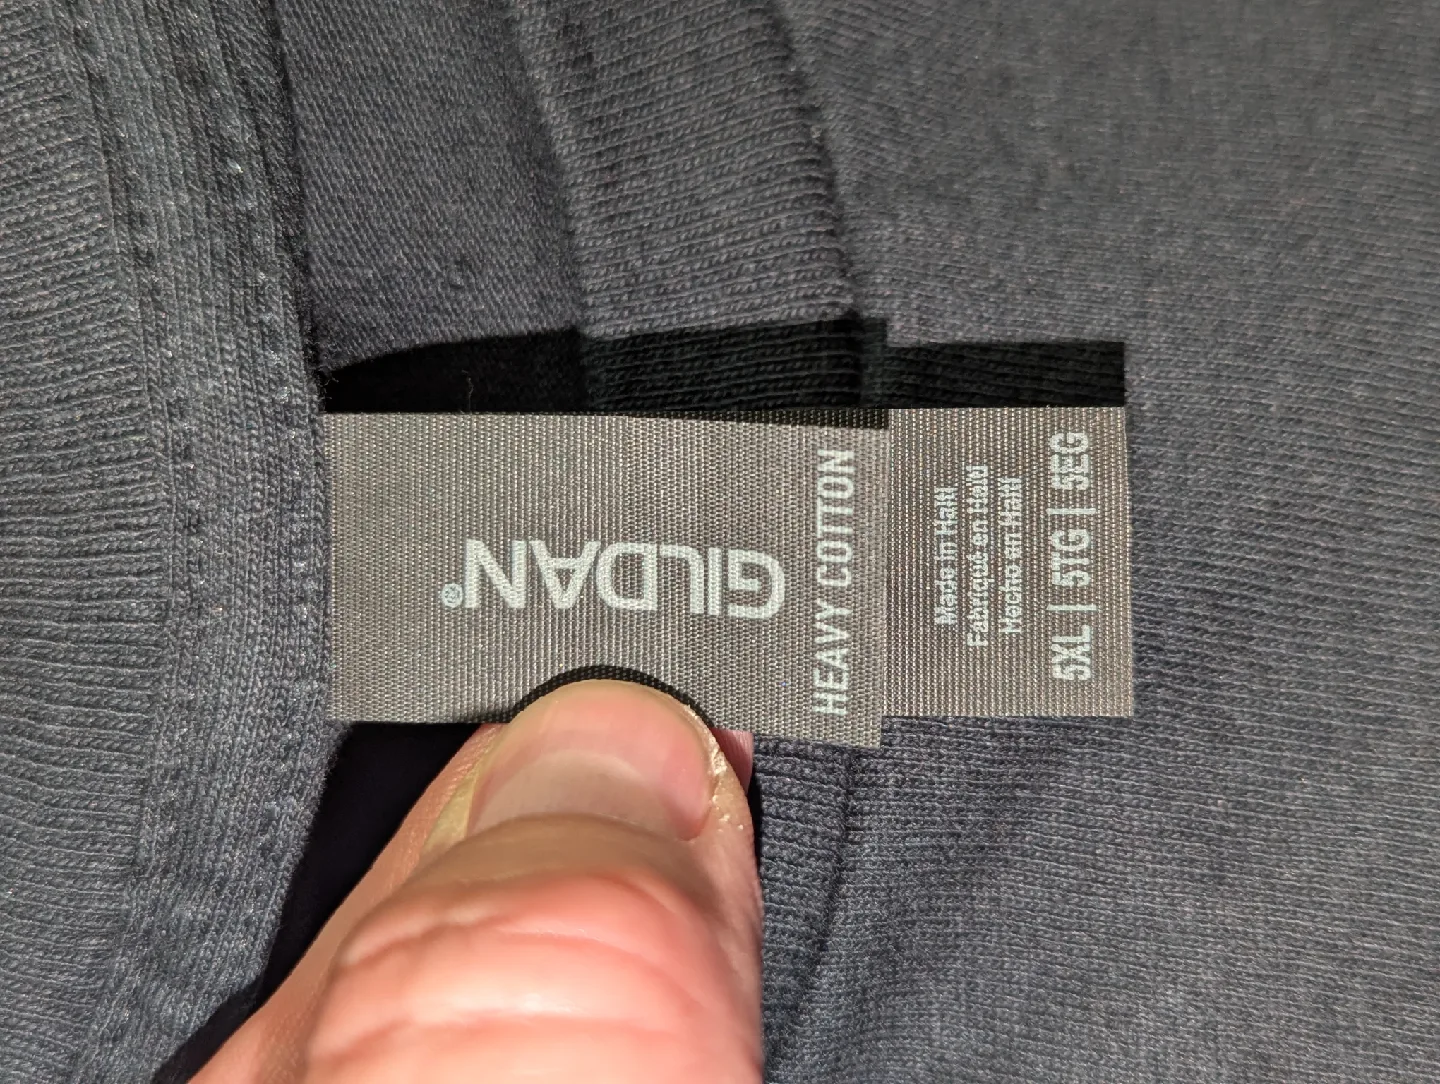 GILDAN®
HEAVY COTTON
Made in Haiti
Fabriqué en Haïti
Hecho en Haití
5XL | 5TG | 5EG